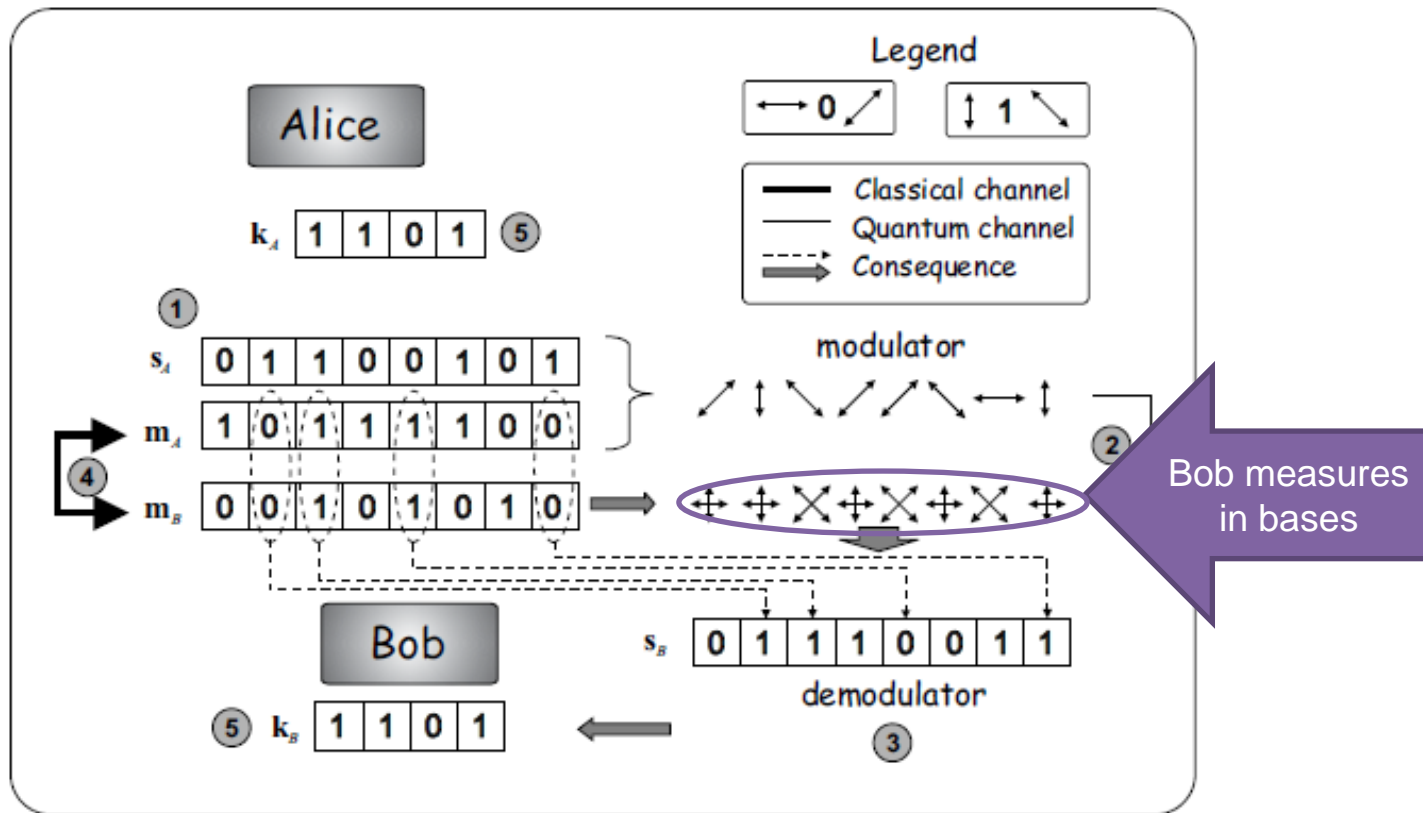 Legend
0
1
Alice
Classical channel
Quantum channel
Consequence
k_A 1 1 0 1 5
1
s_A 0 1 1 0 0 1 0 1
modulator
m_A 1 0 1 1 1 1 0 0
2
4
m_B 0 0 1 0 1 0 1 0
Bob measures
in bases
Bob
s_B 0 1 1 1 0 0 1 1
demodulator
5 k_B 1 1 0 1
3